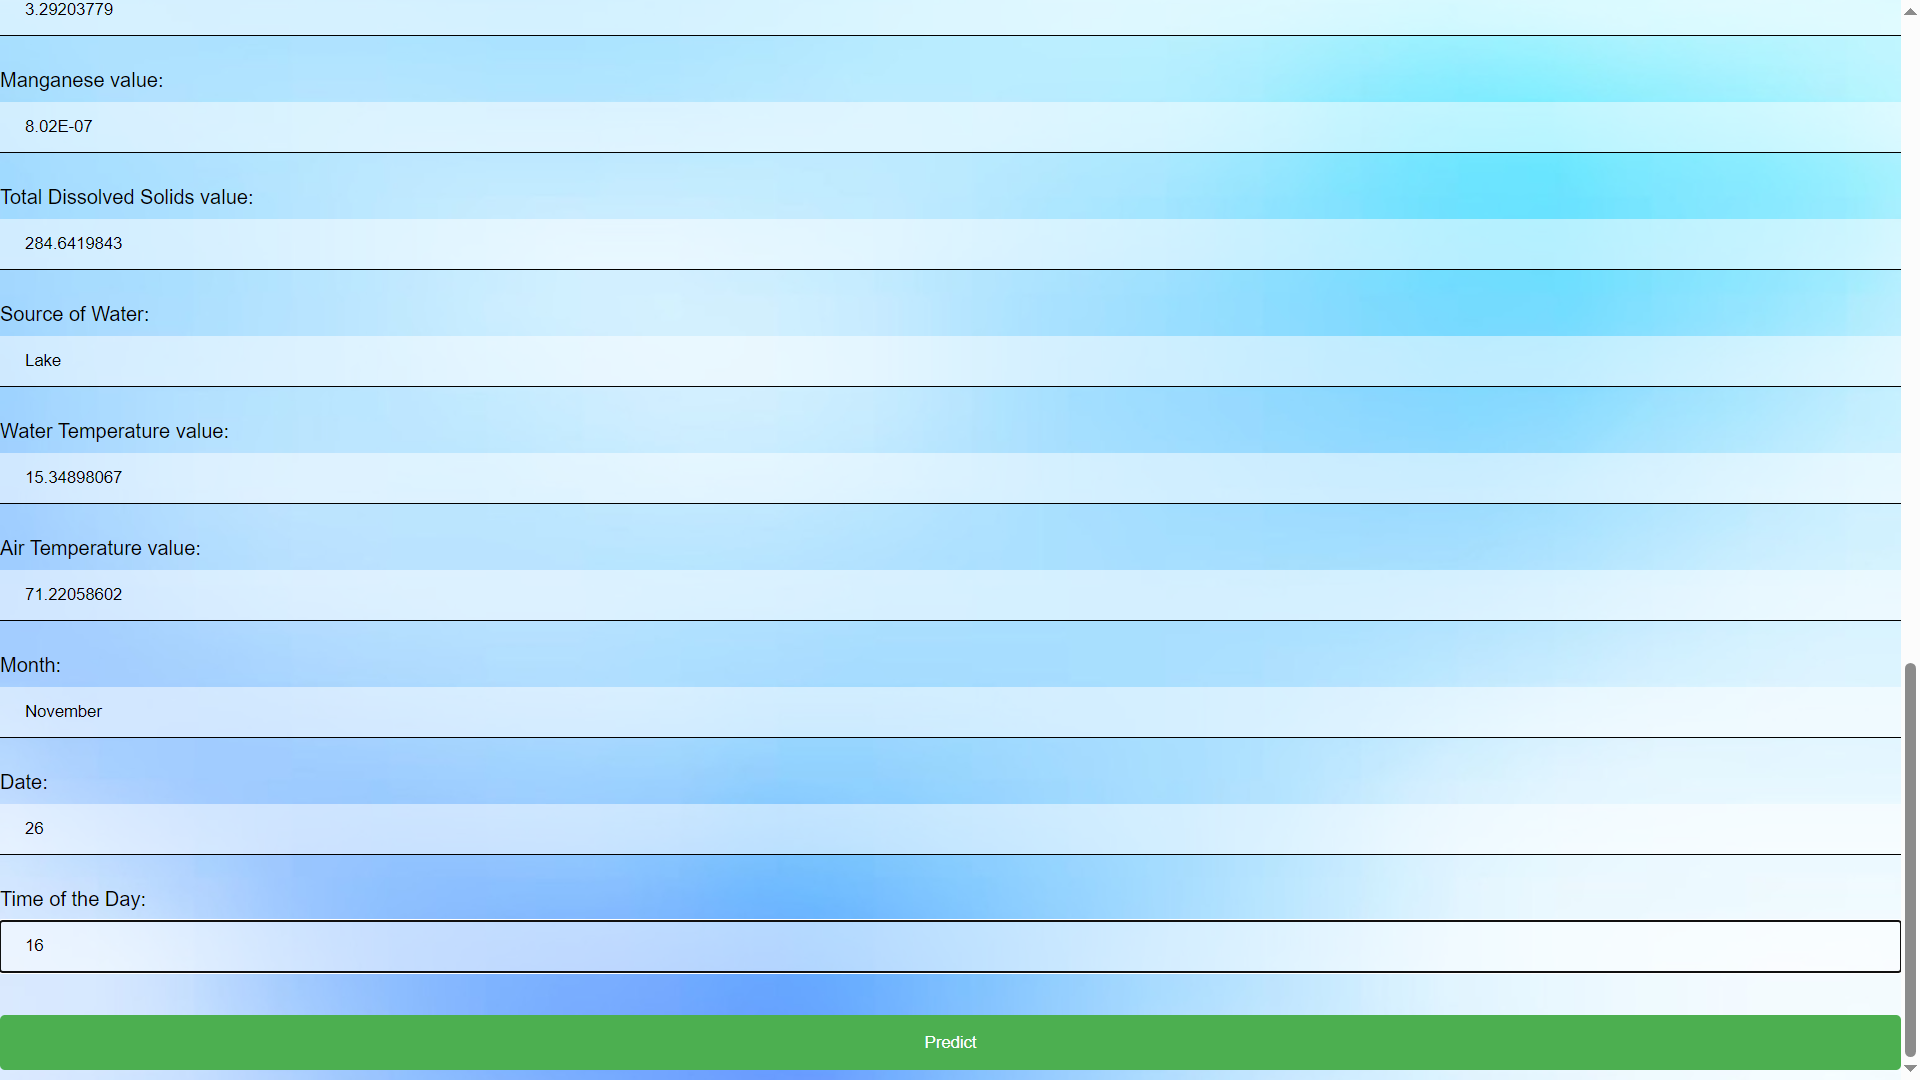 3.29203779
Manganese value:
8.02E-07
Total Dissolved Solids value:
284.6419843
Source of Water:
Lake
Water Temperature value:
15.34898067
Air Temperature value:
71.22058602
Month:
November
Date:
26
Time of the Day:
16
Predict